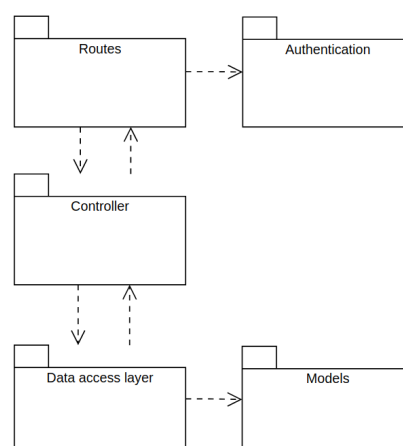 Routes
Authentication
Controller
Data access layer
Models